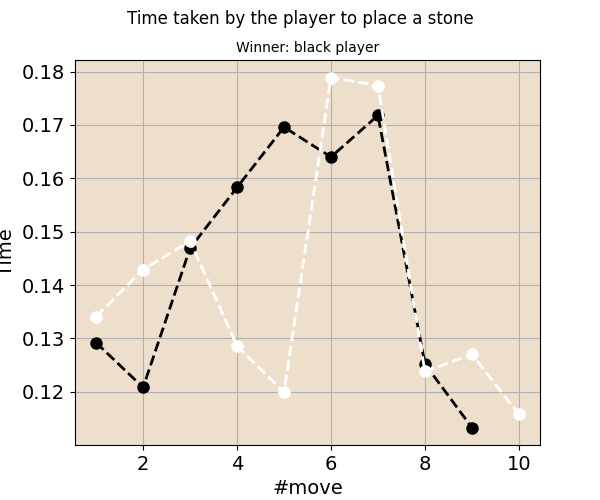 Time taken by the player to place a stone
Winner: black player
0.18
0.17
0.16
0.15
0.14
0.13
0.12
Time
2 4 6 8 10
#move